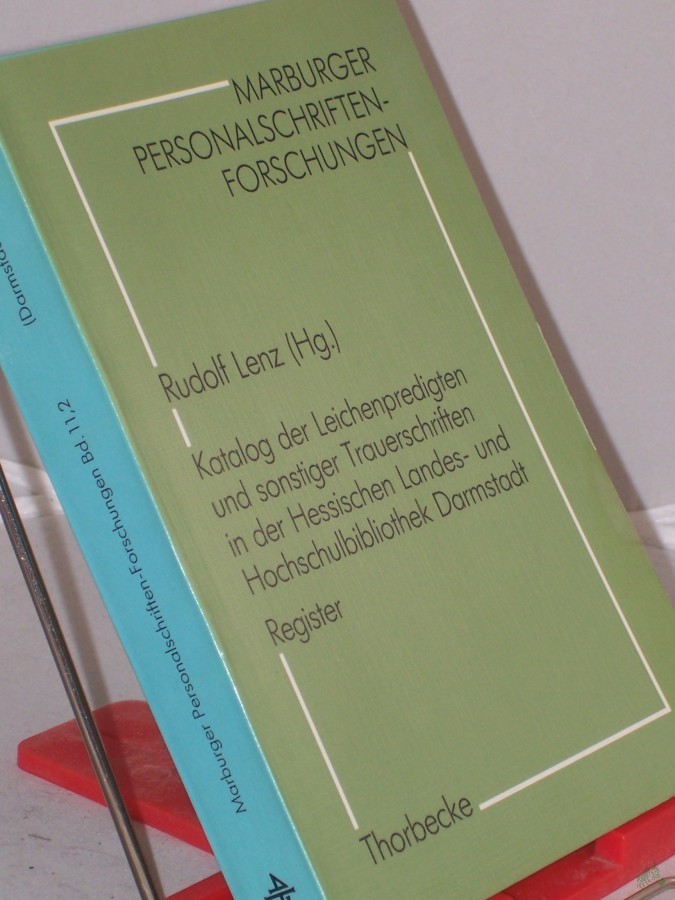 MARBURGER
PERSONALSCHRIFTEN-
FORSCHUNGEN
Rudolf Lenz (Hg.)
Katalog der Leichenpredigten
und sonstiger Trauerschriften
in der Hessischen Landes- und
Hochschulbibliothek Darmstadt
Register
Thorbecke
Marburger Personalschriften-Forschungen Bd. 11,2